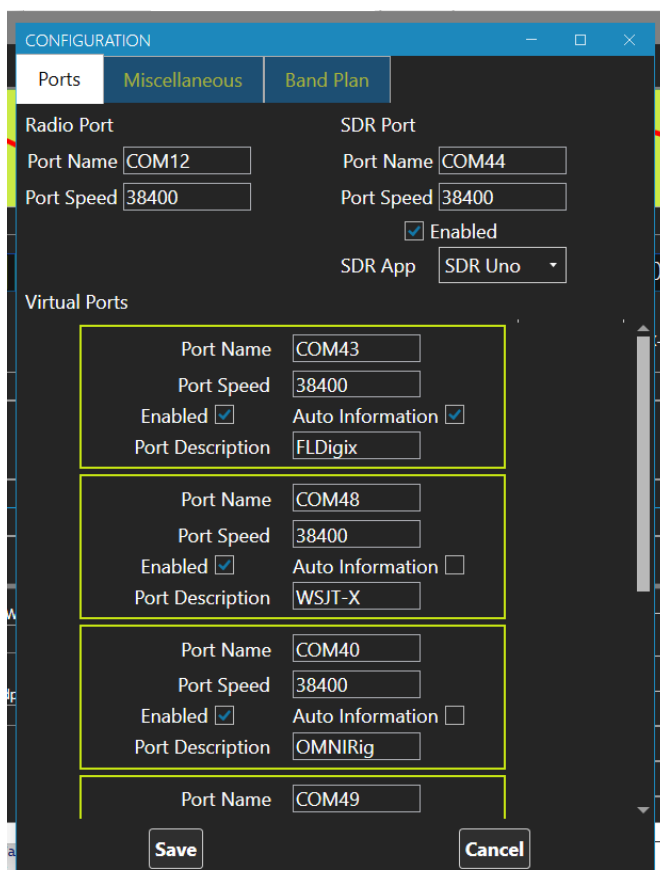 CONFIGURATION
Ports Miscellaneous Band Plan
Radio Port SDR Port
Port Name COM12 Port Name COM44
Port Speed 38400 Port Speed 38400
Enabled
SDR App SDR Uno
Virtual Ports
Port Name COM43
Port Speed 38400
Enabled Auto Information
Port Description FLDigix
Port Name COM48
Port Speed 38400
Enabled Auto Information
Port Description WSJT-X
Port Name COM40
Port Speed 38400
Enabled Auto Information
Port Description OMNIRig
Port Name COM49
Save Cancel